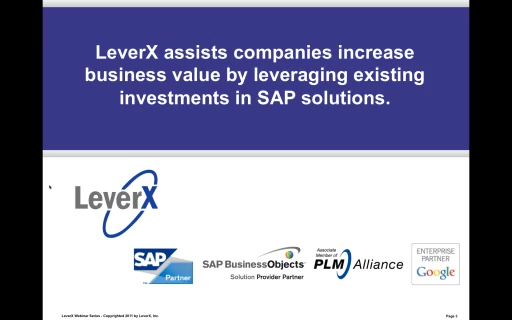 LeverX assists companies increase
business value by leveraging existing
investments in SAP solutions.
LeverX
SAP
Partner
SAP BusinessObjects
Solution Provider Partner
Associate
Member of
PLM Alliance
ENTERPRISE
PARTNER
Google
LeverX Webinar Series - Copyrighted 2011 by LeverX, Inc.
Page 3